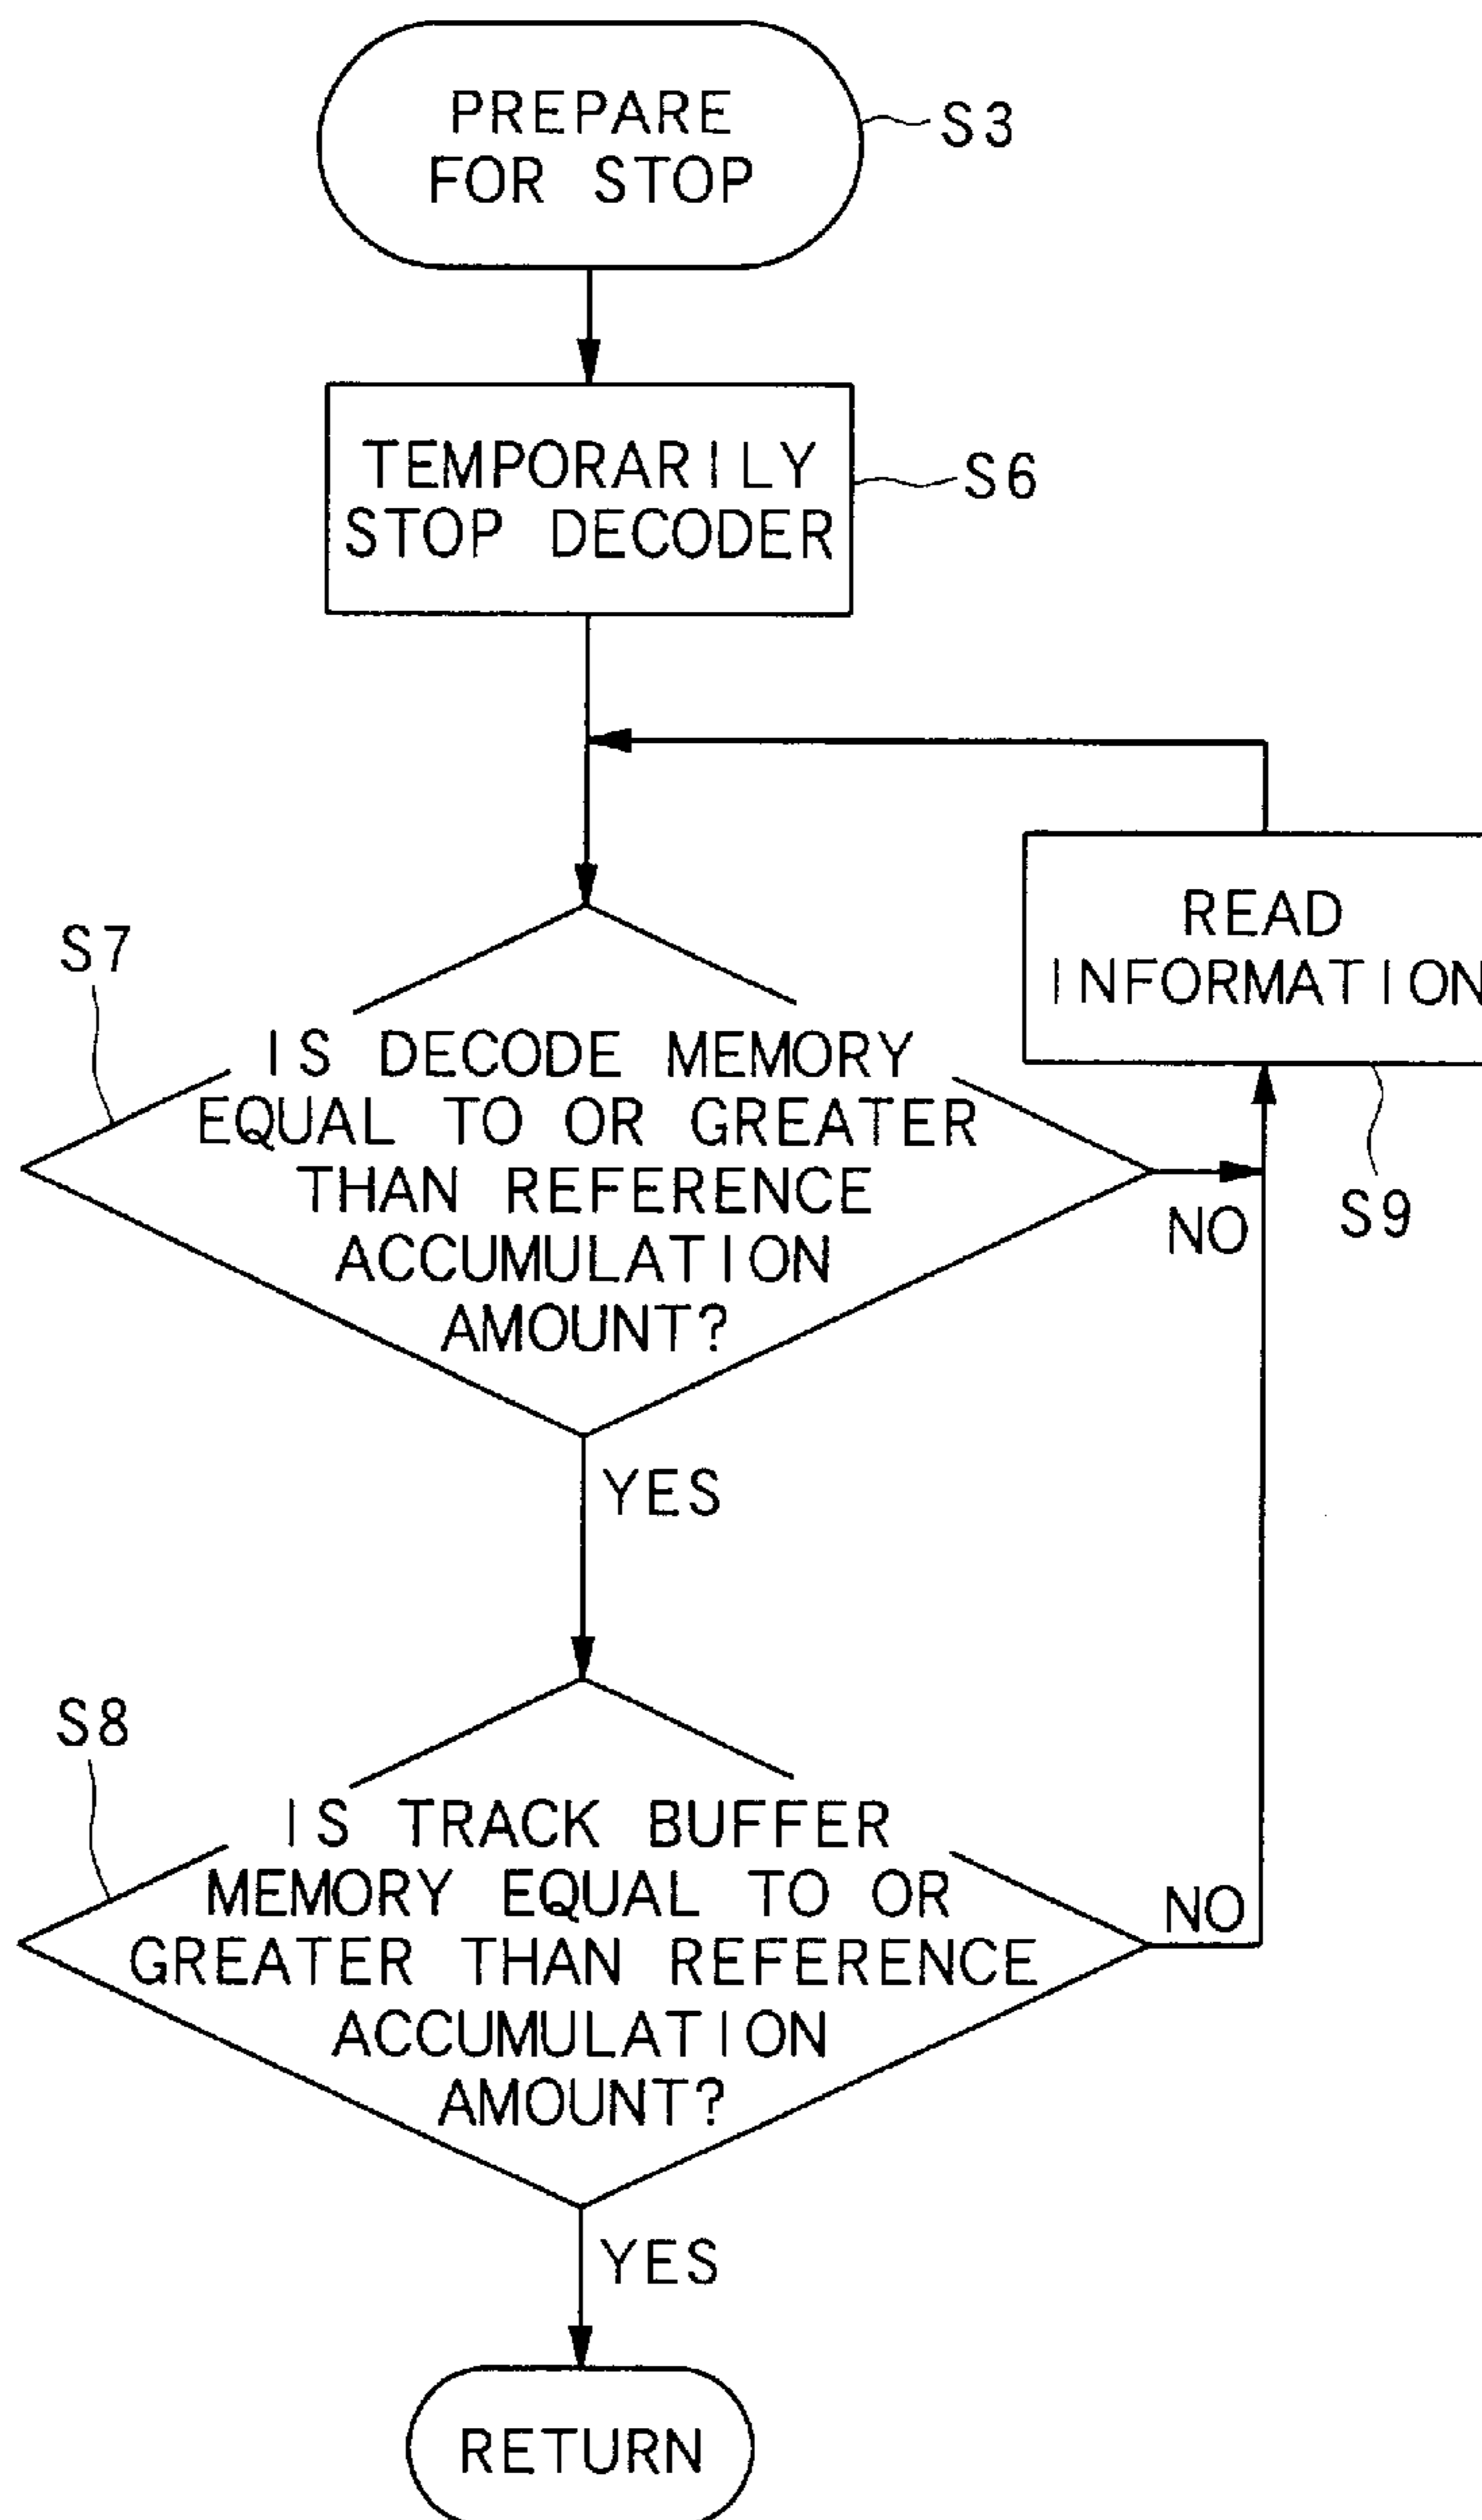 PREPARE
FOR STOP
S3
TEMPORARILY
STOP DECODER
S6
READ
INFORMATION
S7
IS DECODE MEMORY
EQUAL TO OR GREATER
THAN REFERENCE
ACCUMULATION
AMOUNT?
NO
S9
YES
S8
IS TRACK BUFFER
MEMORY EQUAL TO OR
GREATER THAN REFERENCE
ACCUMULATION
AMOUNT?
NO
YES
RETURN